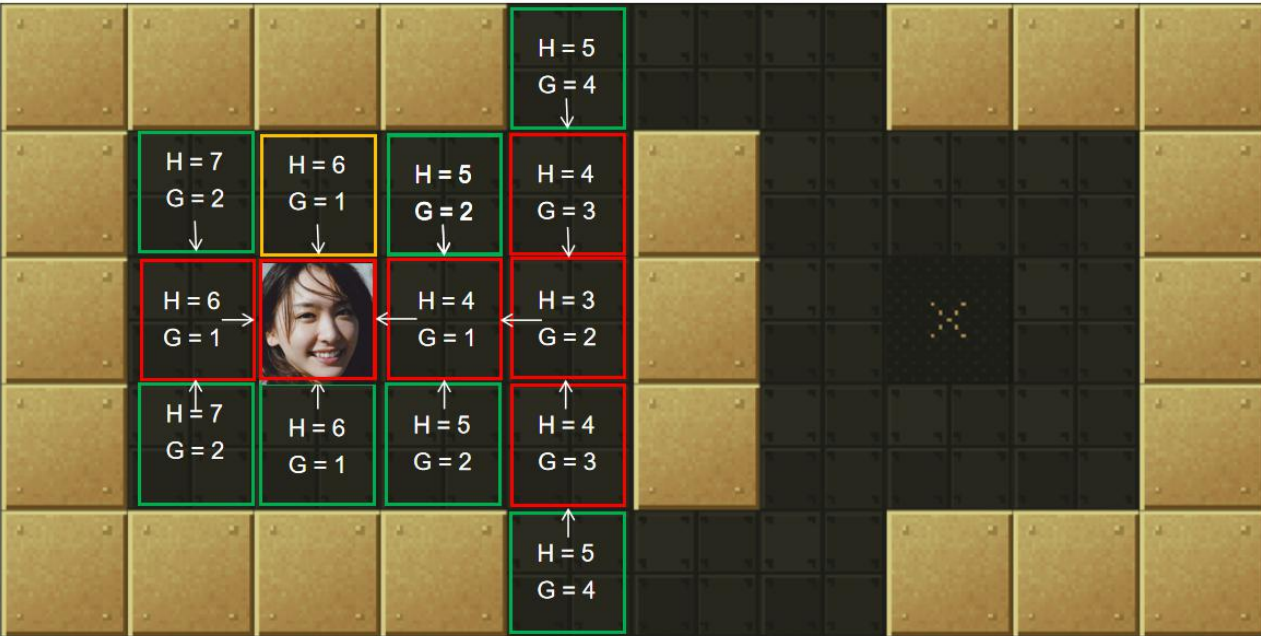 H = 5
G = 4
H = 7
G = 2
H = 6
G = 1
H = 5
G = 2
H = 4
G = 3
H = 6
G = 1
H = 4
G = 1
H = 3
G = 2
H = 7
G = 2
H = 6
G = 1
H = 5
G = 2
H = 4
G = 3
H = 5
G = 4